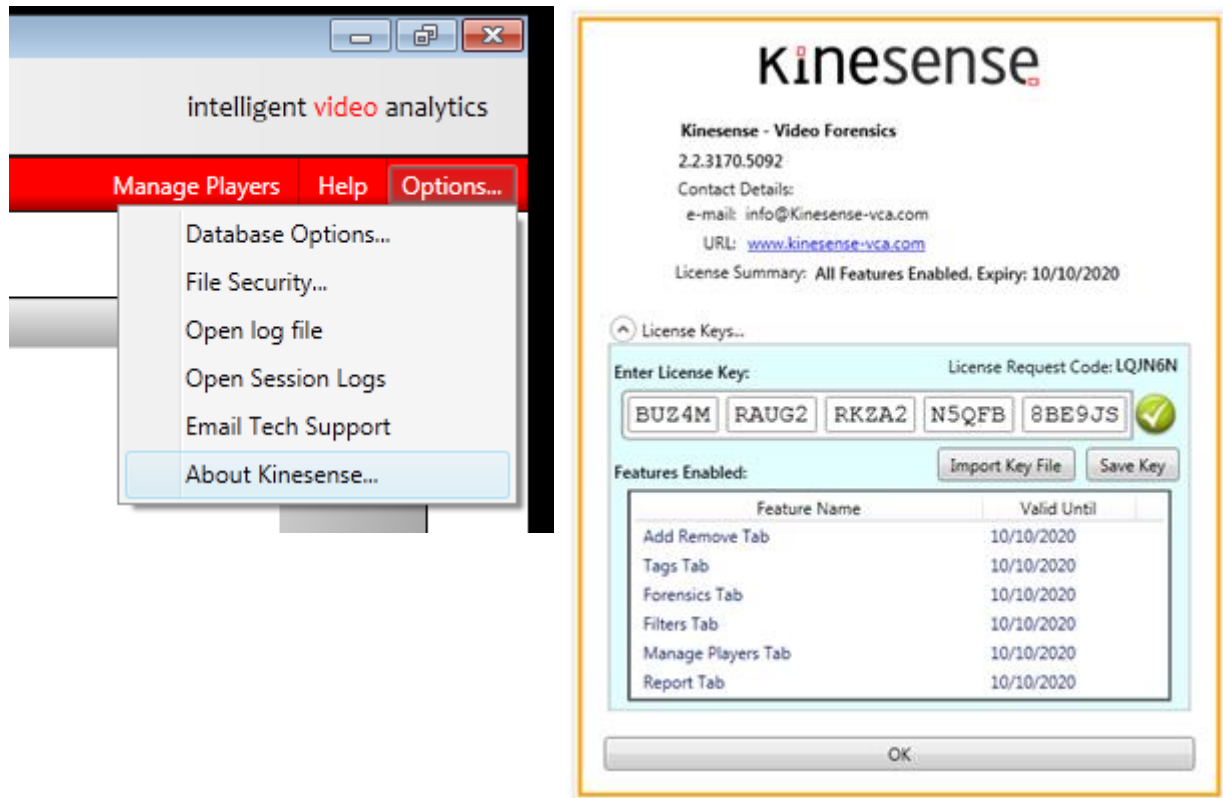 intelligent video analytics
Manage Players Help Options...
Database Options...
File Security...
Open log file
Open Session Logs
Email Tech Support
About Kinesense...
Kinesense
Kinesense - Video Forensics
2.2.3170.5092
Contact Details:
e-mail: info@Kinesense-vca.com
URL: www.kinesense-vca.com
License Summary: All Features Enabled. Expiry: 10/10/2020
License Keys...
Enter License Key: License Request Code: LQJN6N
BUZ4M RAUG2 RKZA2 N5QFB 8BE9JS
Features Enabled: Import Key File Save Key
Feature Name Valid Until
Add Remove Tab 10/10/2020
Tags Tab 10/10/2020
Forensics Tab 10/10/2020
Filters Tab 10/10/2020
Manage Players Tab 10/10/2020
Report Tab 10/10/2020
OK